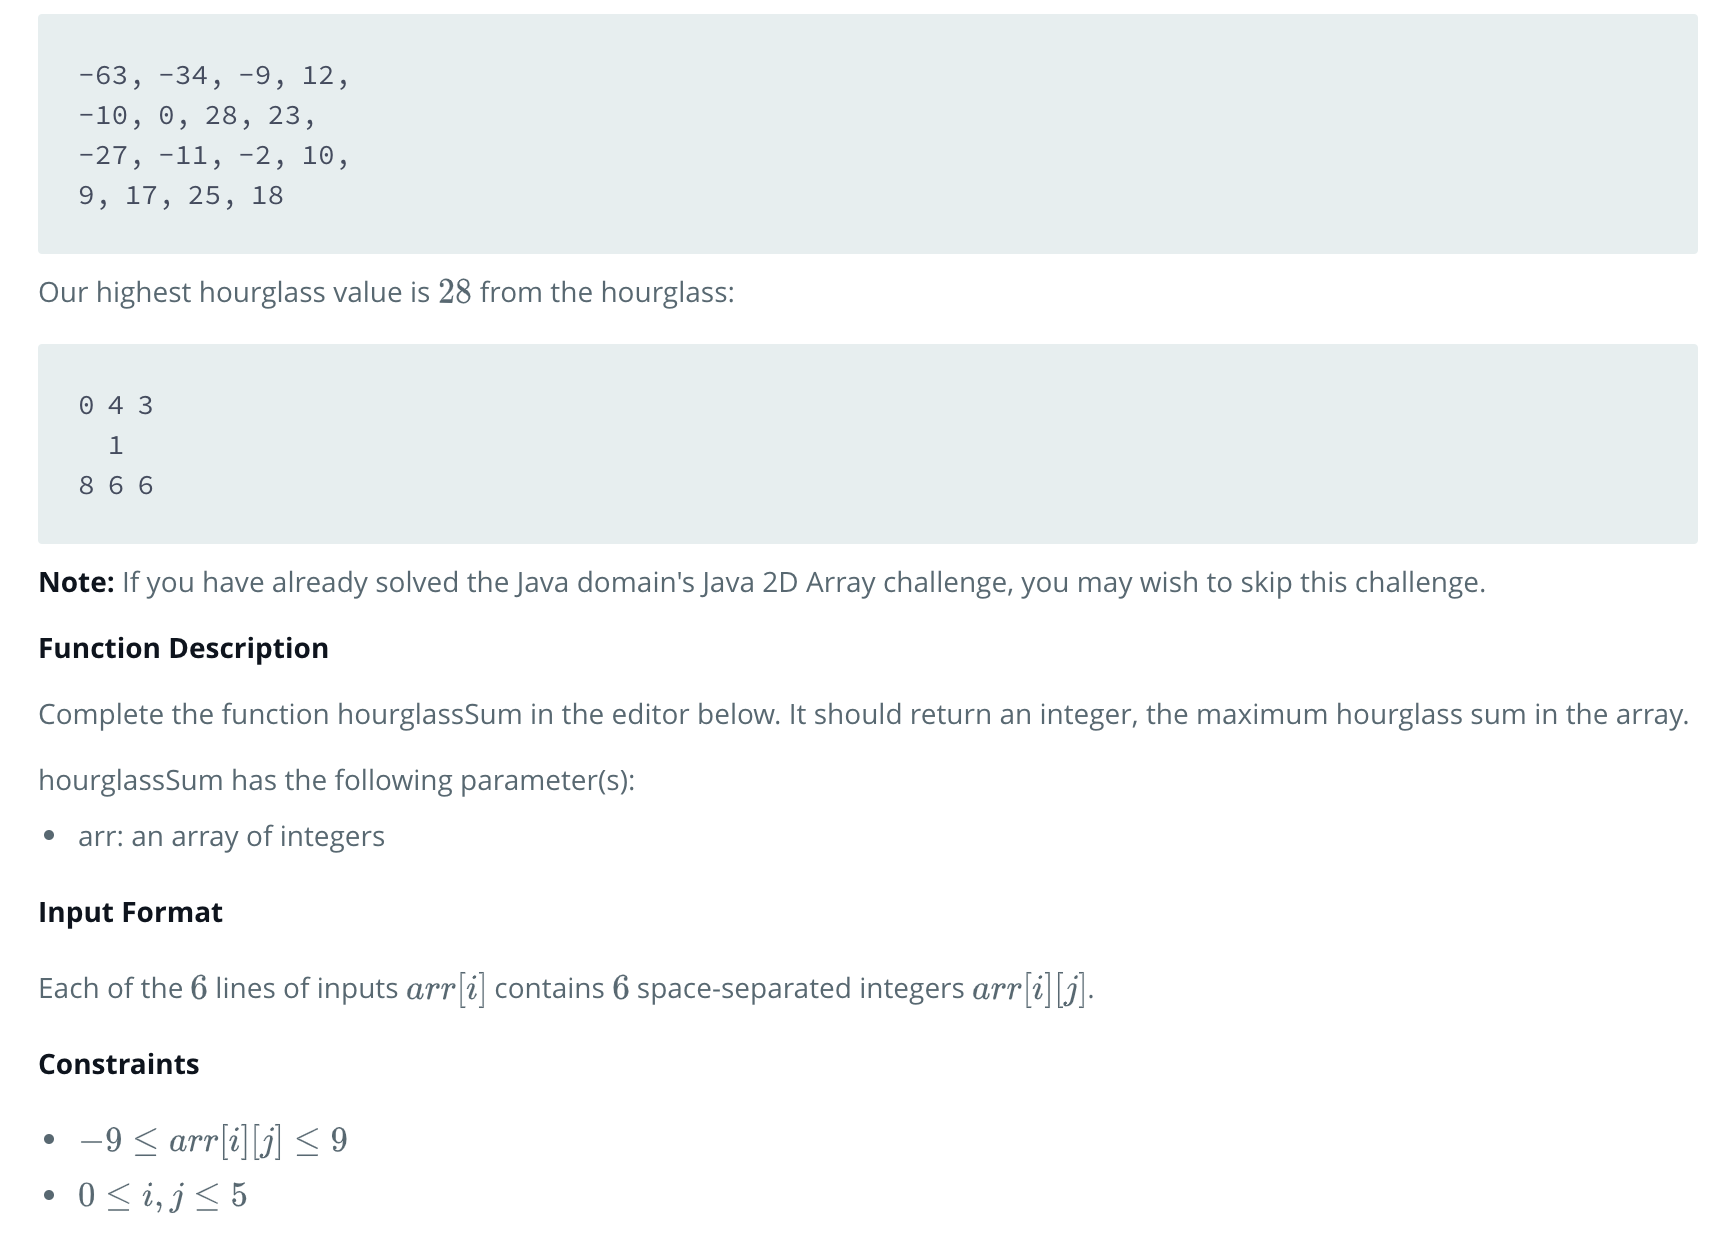 -63, -34, -9, 12,
-10, 0, 28, 23,
-27, -11, -2, 10,
9, 17, 25, 18
Our highest hourglass value is 28 from the hourglass:
0 4 3
  1
8 6 6
Note: If you have already solved the Java domain's Java 2D Array challenge, you may wish to skip this challenge.
Function Description
Complete the function hourglassSum in the editor below. It should return an integer, the maximum hourglass sum in the array.
hourglassSum has the following parameter(s):
• arr: an array of integers
Input Format
Each of the 6 lines of inputs arr[i] contains 6 space-separated integers arr[i][j].
Constraints
• −9 ≤ arr[i][j] ≤ 9
• 0 ≤ i, j ≤ 5